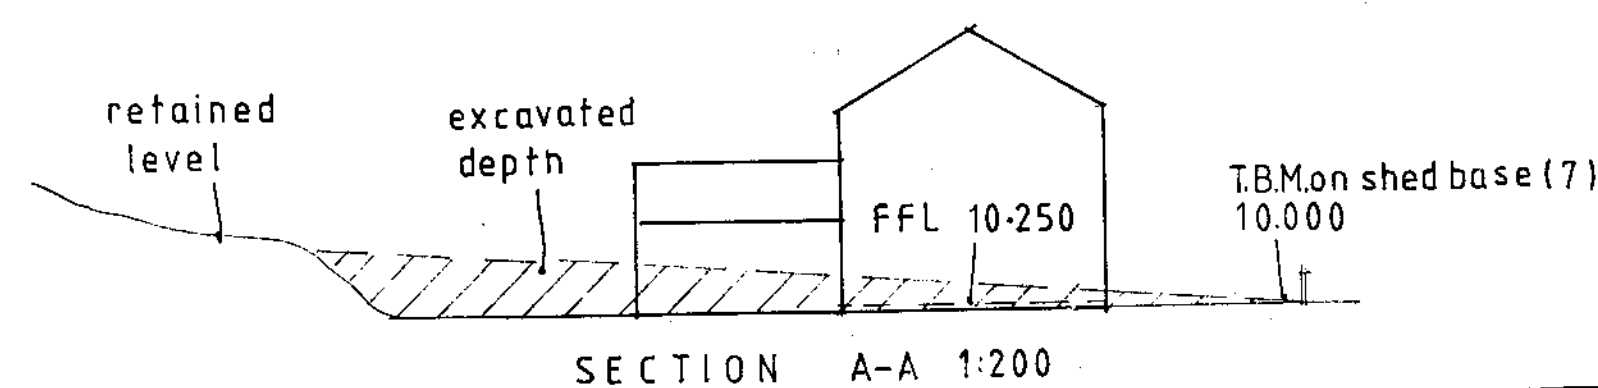 retained
level
excavated
depth
FFL 10·250
T.B.M.on shed base (7)
10.000
SECTION A-A 1:200